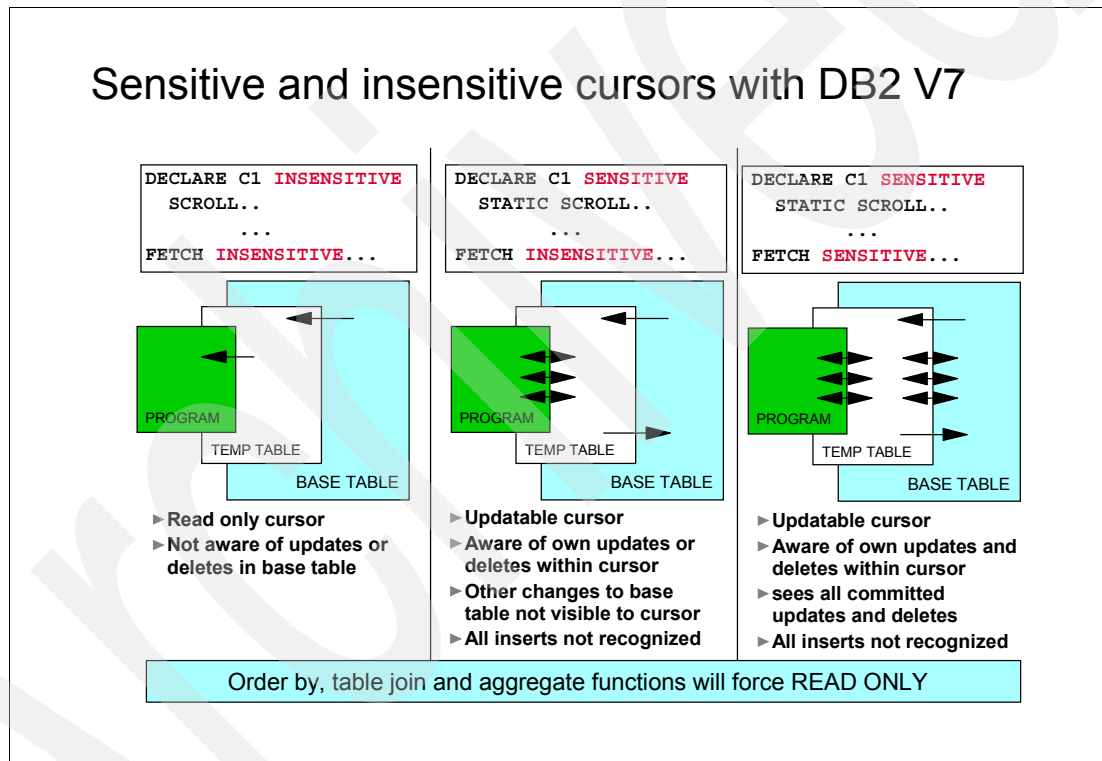 Sensitive and insensitive cursors with DB2 V7
DECLARE C1 INSENSITIVE
SCROLL..
...
FETCH INSENSITIVE...
PROGRAM
TEMP TABLE
BASE TABLE
►Read only cursor
►Not aware of updates or
deletes in base table
DECLARE C1 SENSITIVE
STATIC SCROLL..
...
FETCH INSENSITIVE...
PROGRAM
TEMP TABLE
BASE TABLE
►Updatable cursor
►Aware of own updates or
deletes within cursor
►Other changes to base
table not visible to cursor
►All inserts not recognized
DECLARE C1 SENSITIVE
STATIC SCROLL..
...
FETCH SENSITIVE...
PROGRAM
TEMP TABLE
BASE TABLE
►Updatable cursor
►Aware of own updates and
deletes within cursor
►sees all committed
updates and deletes
►All inserts not recognized
Order by, table join and aggregate functions will force READ ONLY